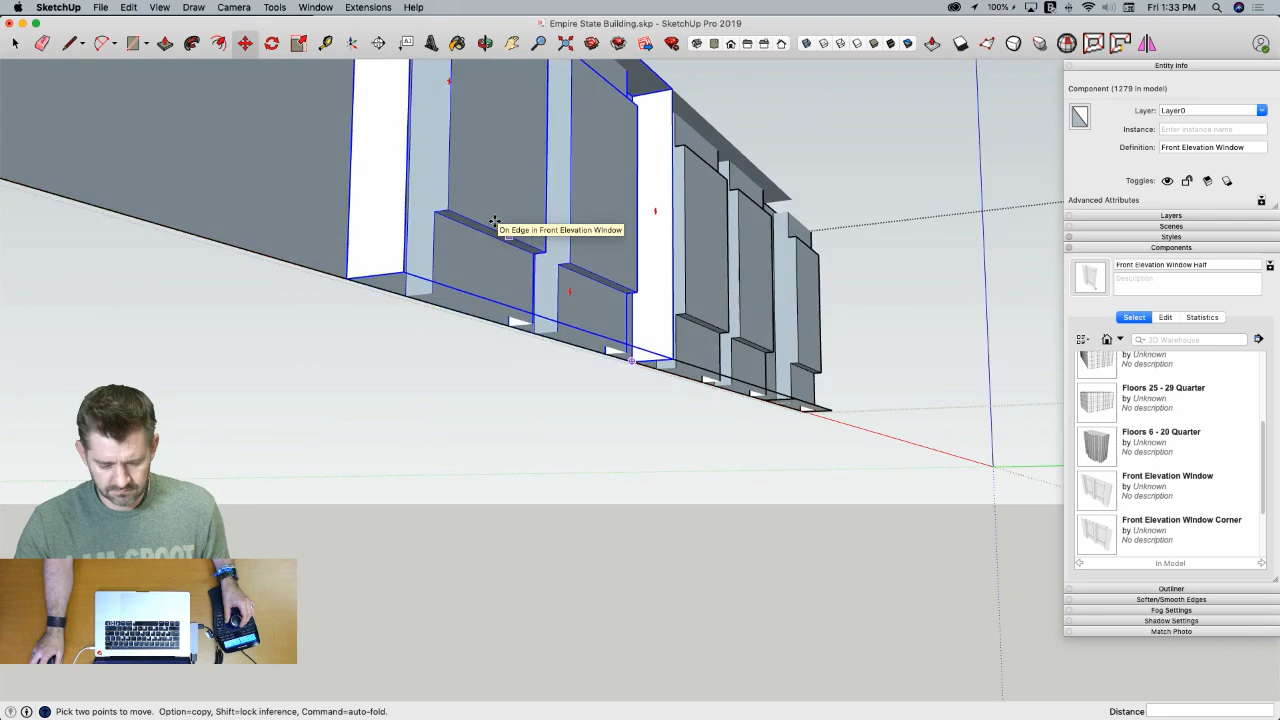 SketchUp File Edit View Draw Camera Tools Window Extensions Help
100% Fri Jul 3 1:33 PM
Empire State Building.skp - SketchUp Pro 2019
Entity Info
Component (1279 in model)
Layer: Layer0
Instance: Enter instance name
Definition: Front Elevation WIndow
Toggles:
Advanced Attributes
Layers
Scenes
Styles
Components
Front Elevation WIndow Half
Description
Select Edit Statistics
3D Warehouse
by Unknown
No description
Floors 25 - 29 Quarter
by Unknown
No description
Floors 6 - 20 Quarter
by Unknown
No description
Front Elevation WIndow
by Unknown
No description
Front Elevation WIndow Corner
by Unknown
No description
In Model
Outliner
Soften/Smooth Edges
Fog Settings
Shadow Settings
Match Photo
On Edge in Front Elevation WIndow
I AM GROOT
Pick two points to move. Option=copy, Shift=lock inference, Command=auto-fold.
Distance